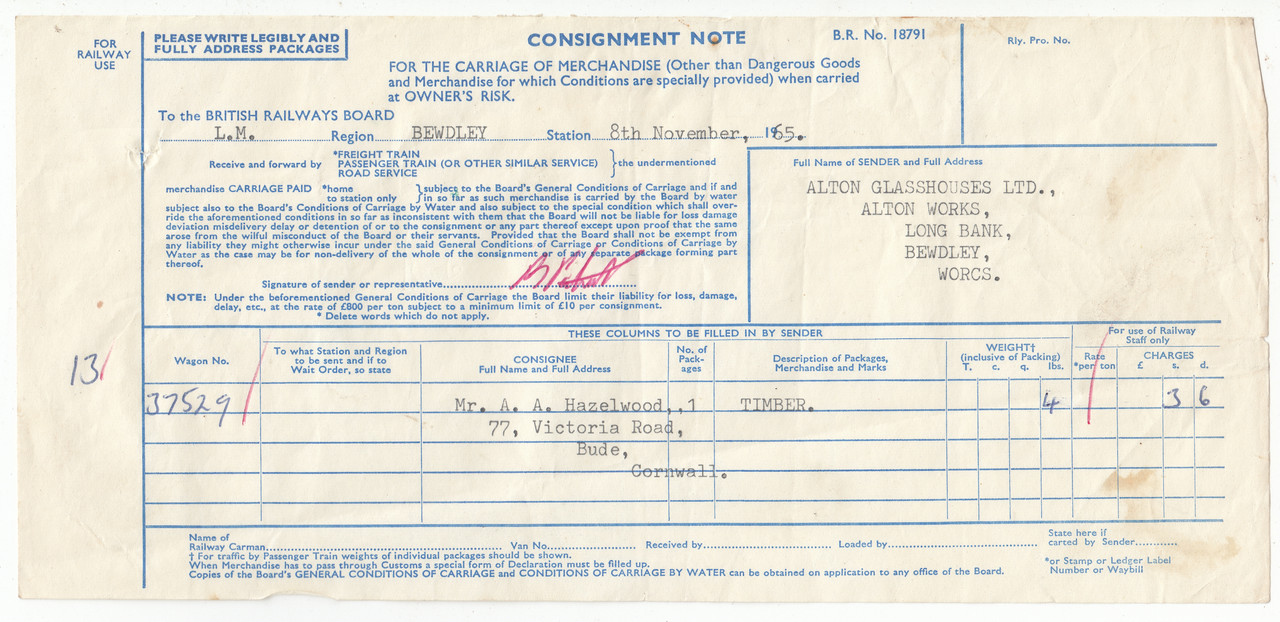 FOR
RAILWAY
USE
PLEASE WRITE LEGIBLY AND
FULLY ADDRESS PACKAGES
CONSIGNMENT NOTE
B.R. No. 18791
Rly. Pro. No.
FOR THE CARRIAGE OF MERCHANDISE (Other than Dangerous Goods
and Merchandise for which Conditions are specially provided) when carried
at OWNER'S RISK.
To the BRITISH RAILWAYS BOARD
L.M. Region BEWDLEY Station 8th November, 1965.
Receive and forward by
*FREIGHT TRAIN
PASSENGER TRAIN (OR OTHER SIMILAR SERVICE)
ROAD SERVICE
} the undermentioned
merchandise CARRIAGE PAID *home } subject to the Board's General Conditions of Carriage and if and
to station only } in so far as such merchandise is carried by the Board by water
subject also to the Board's Conditions of Carriage by Water and also subject to the special condition which shall over-
ride the aforementioned conditions in so far as inconsistent with them that the Board will not be liable for loss damage
deviation misdelivery delay or detention of or to the consignment or any part thereof except upon proof that the same
arose from the wilful misconduct of the Board or their servants. Provided that the Board shall not be exempt from
any liability they might otherwise incur under the said General Conditions of Carriage or Conditions of Carriage by
Water as the case may be for non-delivery of the whole of the consignment or of any separate package forming part
thereof.
Signature of sender or representative
NOTE: Under the beforementioned General Conditions of Carriage the Board limit their liability for loss, damage,
delay, etc., at the rate of £800 per ton subject to a minimum limit of £10 per consignment.
* Delete words which do not apply.
Full Name of SENDER and Full Address
ALTON GLASSHOUSES LTD.,
ALTON WORKS,
LONG BANK,
BEWDLEY,
WORCS.
THESE COLUMNS TO BE FILLED IN BY SENDER
For use of Railway
Staff only
Wagon No.
To what Station and Region
to be sent and if to
Wait Order, so state
CONSIGNEE
Full Name and Full Address
No. of
Pack-
ages
Description of Packages,
Merchandise and Marks
WEIGHT†
(inclusive of Packing)
T. c. q. lbs.
Rate
*per ton
CHARGES
£ s. d.
13/
37529 Mr. A. A. Hazelwood,,1 TIMBER. 4 3 6
77, Victoria Road,
Bude,
Cornwall.
Name of
Railway Carman Van No. Received by Loaded by
State here if
carted by Sender
† For traffic by Passenger Train weights of individual packages should be shown.
When Merchandise has to pass through Customs a special form of Declaration must be filled up.
Copies of the Board's GENERAL CONDITIONS OF CARRIAGE and CONDITIONS OF CARRIAGE BY WATER can be obtained on application to any office of the Board.
*or Stamp or Ledger Label
Number or Waybill